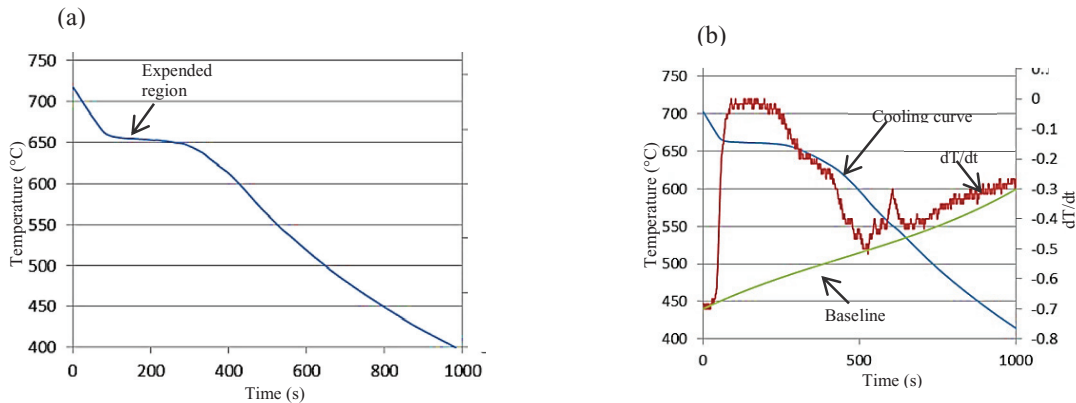 (a)
750
700
650
600
550
500
450
400
Temperature (°C)
Expended
region
0 200 400 600 800 1000
Time (s)
(b)
750
700
650
600
550
500
450
400
Temperature (°C)
Cooling curve
dT/dt
Baseline
0
-0.1
-0.2
-0.3
-0.4
-0.5
-0.6
-0.7
-0.8
dT/dt
0 500 1000
Time (s)